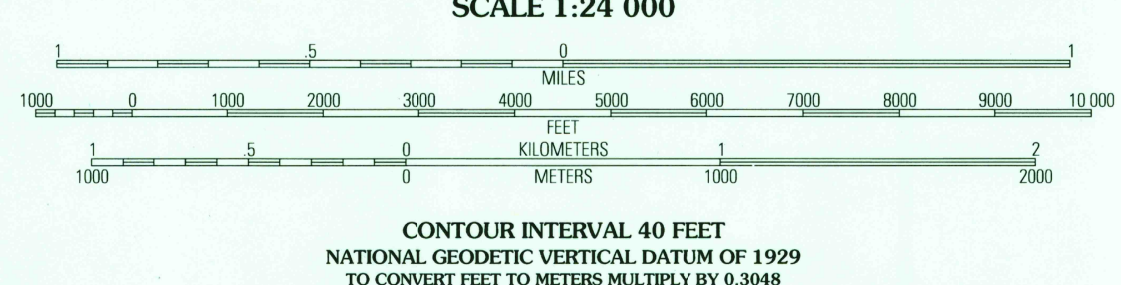 SCALE 1:24 000
1 .5 0 1
MILES
1000 0 1000 2000 3000 4000 5000 6000 7000 8000 9000 10 000
FEET
1 .5 0 KILOMETERS 1 2
1000 0 METERS 1000 2000
CONTOUR INTERVAL 40 FEET
NATIONAL GEODETIC VERTICAL DATUM OF 1929
TO CONVERT FEET TO METERS MULTIPLY BY 0.3048